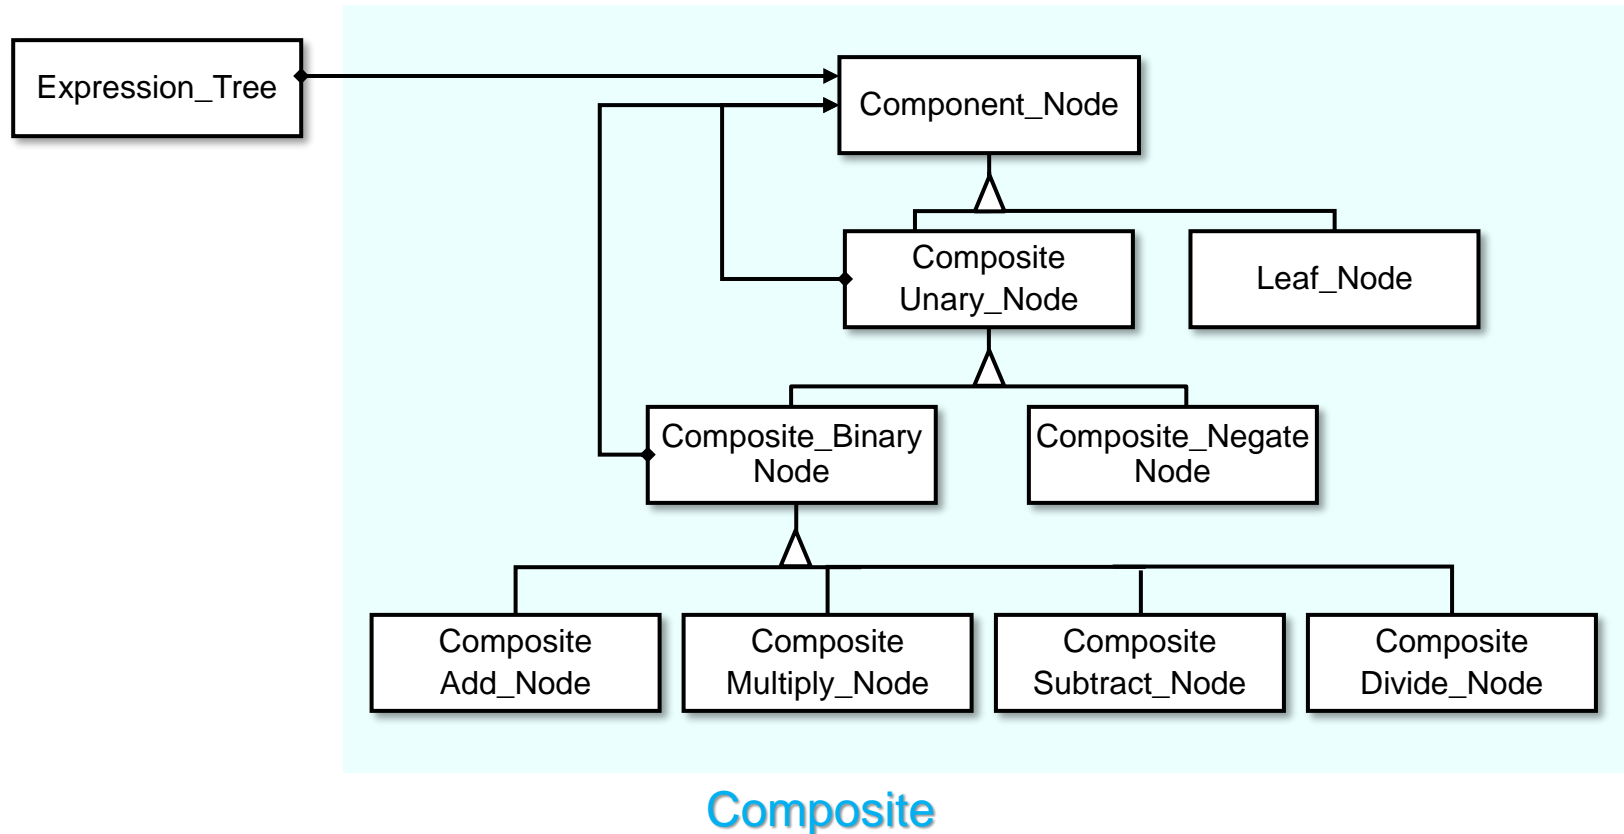 Expression_Tree
Component_Node
Composite
Unary_Node
Leaf_Node
Composite_Binary
Node
Composite_Negate
Node
Composite
Add_Node
Composite
Multiply_Node
Composite
Subtract_Node
Composite
Divide_Node
Composite